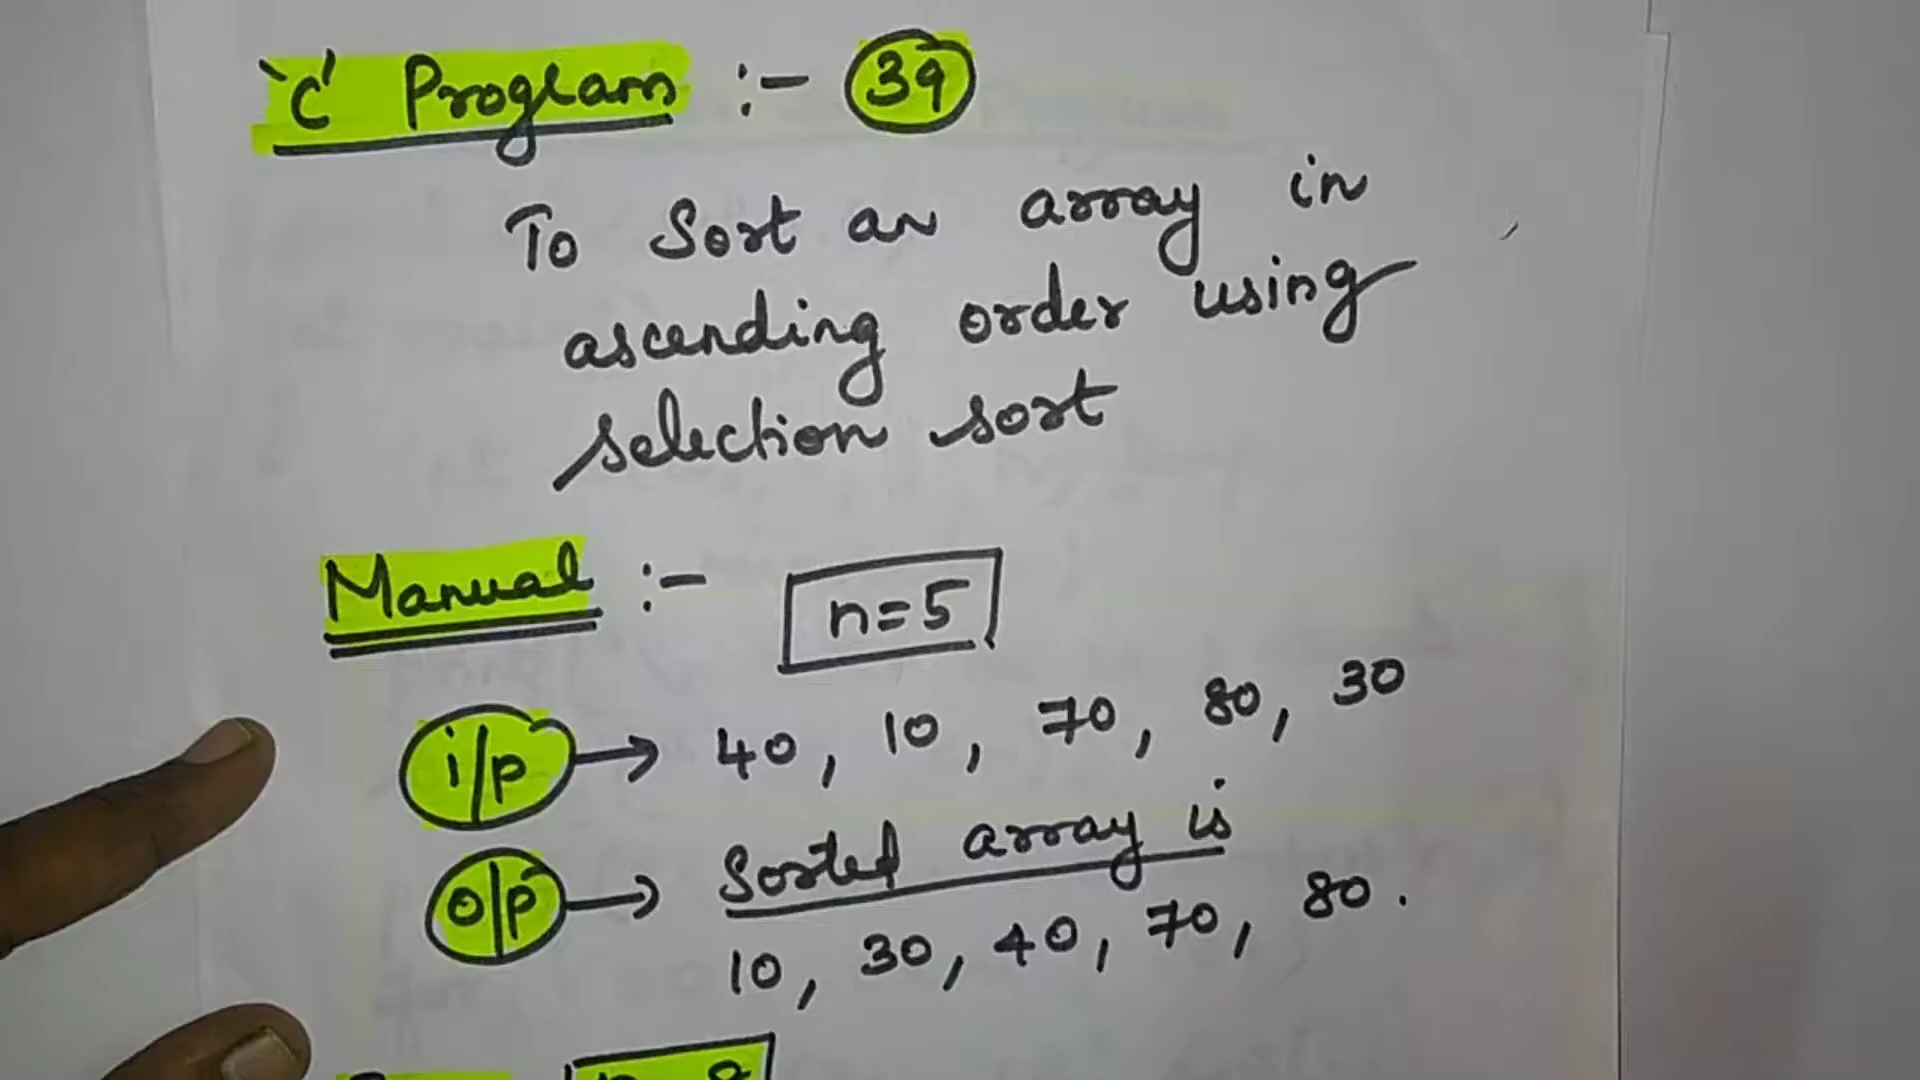 'C' Program :- 39
To Sort an array in
ascending order using
selection sort
Manual :- n=5
i/p → 40, 10, 70, 80, 30
o/p → Sorted array is
10, 30, 40, 70, 80.